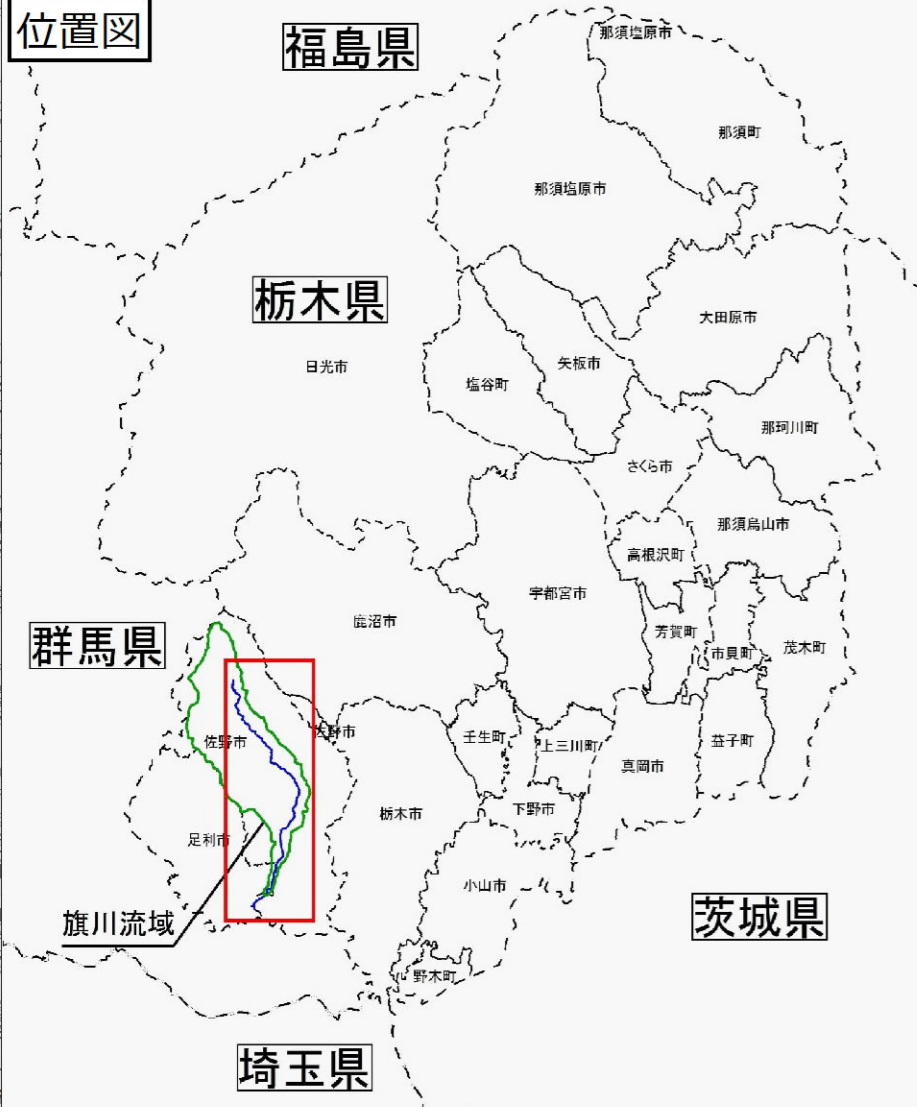 位置図
福島県
那須塩原市
那須町
那須塩原市
栃木県
大田原市
日光市
塩谷町
矢板市
那珂川町
さくら市
那須烏山市
高根沢町
宇都宮市
鹿沼市
芳賀町
市貝町
茂木町
群馬県
佐野市
佐野市
壬生町
上三川町
益子町
真岡市
栃木市
下野市
足利市
小山市
旗川流域
茨城県
野木町
埼玉県